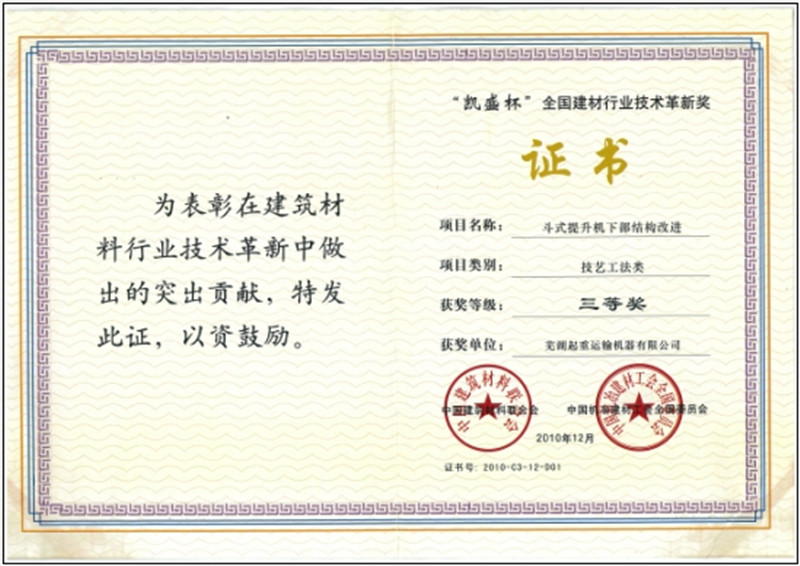 为表彰在建筑材
料行业技术革新中做
出的突出贡献，特发
此证，以资鼓励。
“凯盛杯”全国建材行业技术革新奖
证书
项目名称： 斗式提升机下部结构改进
项目类别： 技艺工法类
获奖等级： 三等奖
获奖单位： 芜湖起重运输机器有限公司
中国建筑材料联合会
中国机冶建材工会全国委员会
2010年12月
证书号：2010-C3-12-D01